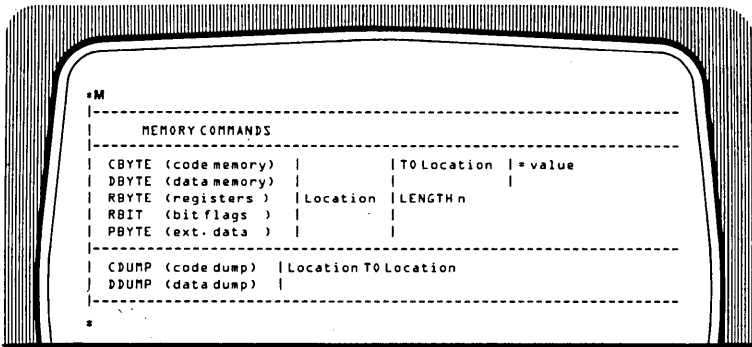 *M
|--------------------------------------------------------------
| MEMORY COMMANDS
|--------------------------------------------------------------
| CBYTE (code memory) | | TO Location | = value
| DBYTE (data memory) | | |
| RBYTE (registers ) | Location | LENGTH n
| RBIT (bit flags ) | |
| PBYTE (ext. data ) | |
|--------------------------------------------------------------
| CDUMP (code dump) | Location TO Location
| DDUMP (data dump) |
|--------------------------------------------------------------
*